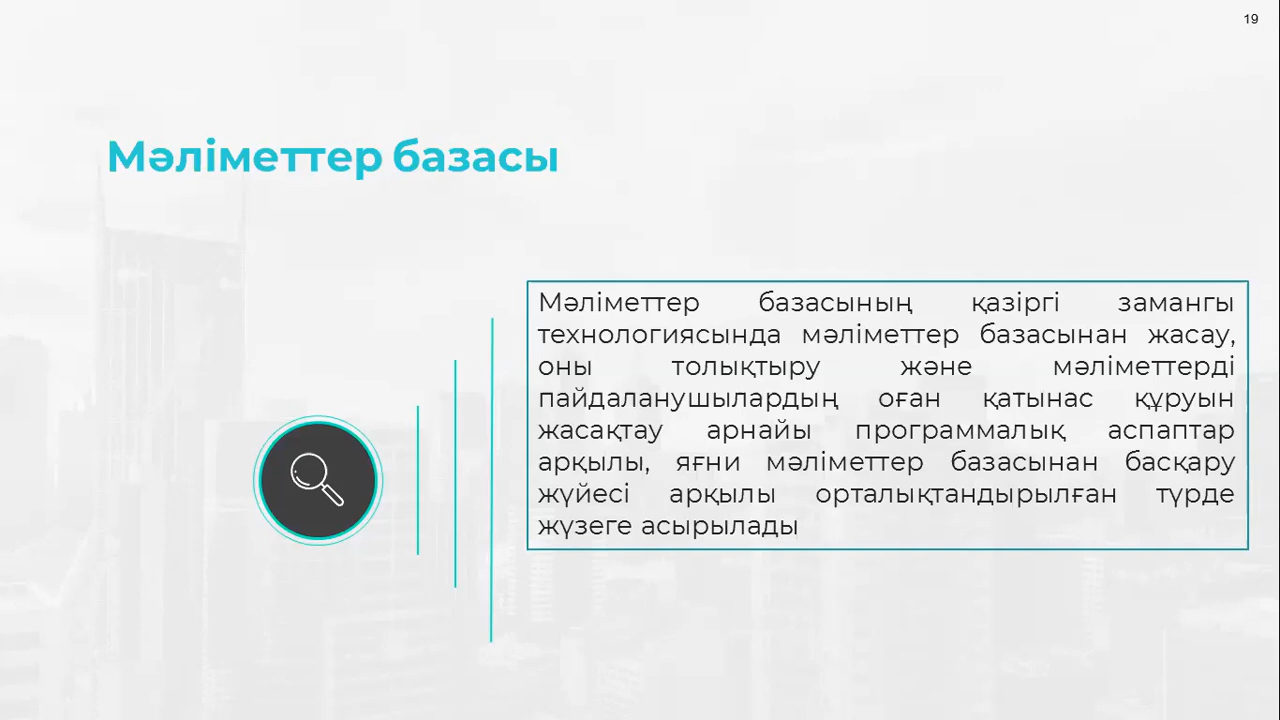 19
Мәліметтер базасы
Мәліметтер базасының қазіргі замангы
технологиясында мәліметтер базасынан жасау,
оны толықтыру және мәліметтерді
пайдаланушылардың оған қатынас құруын
жасақтау арнайы программалық аспаптар
арқылы, яғни мәліметтер базасынан басқару
жүйесі арқылы орталықтандырылған түрде
жүзеге асырылады